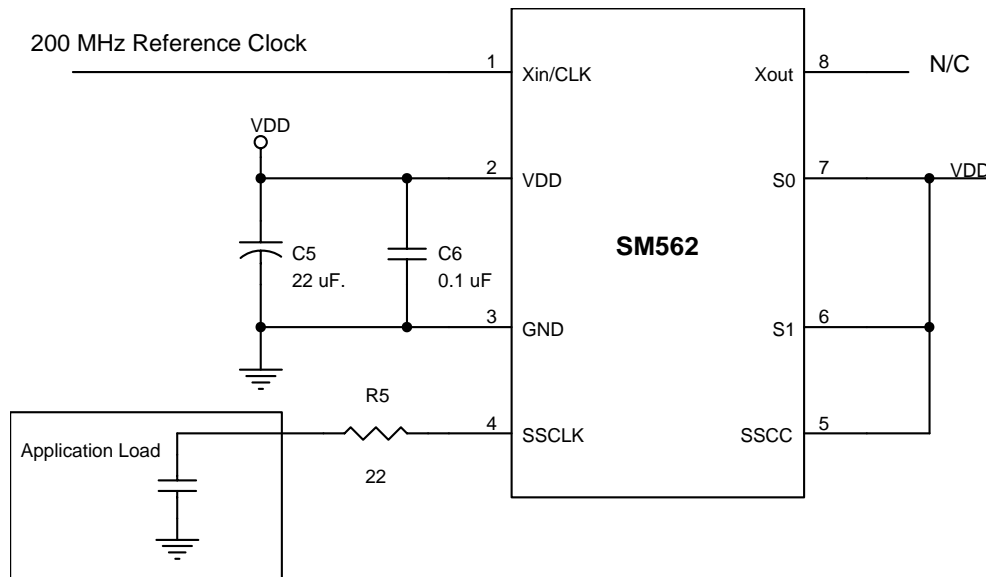 200 MHz Reference Clock
1
Xin/CLK
Xout
8
N/C
VDD
2
VDD
S0
7
VDD
C5
22 uF.
C6
0.1 uF
SM562
3
GND
S1
6
R5
22
4
SSCLK
SSCC
5
Application Load